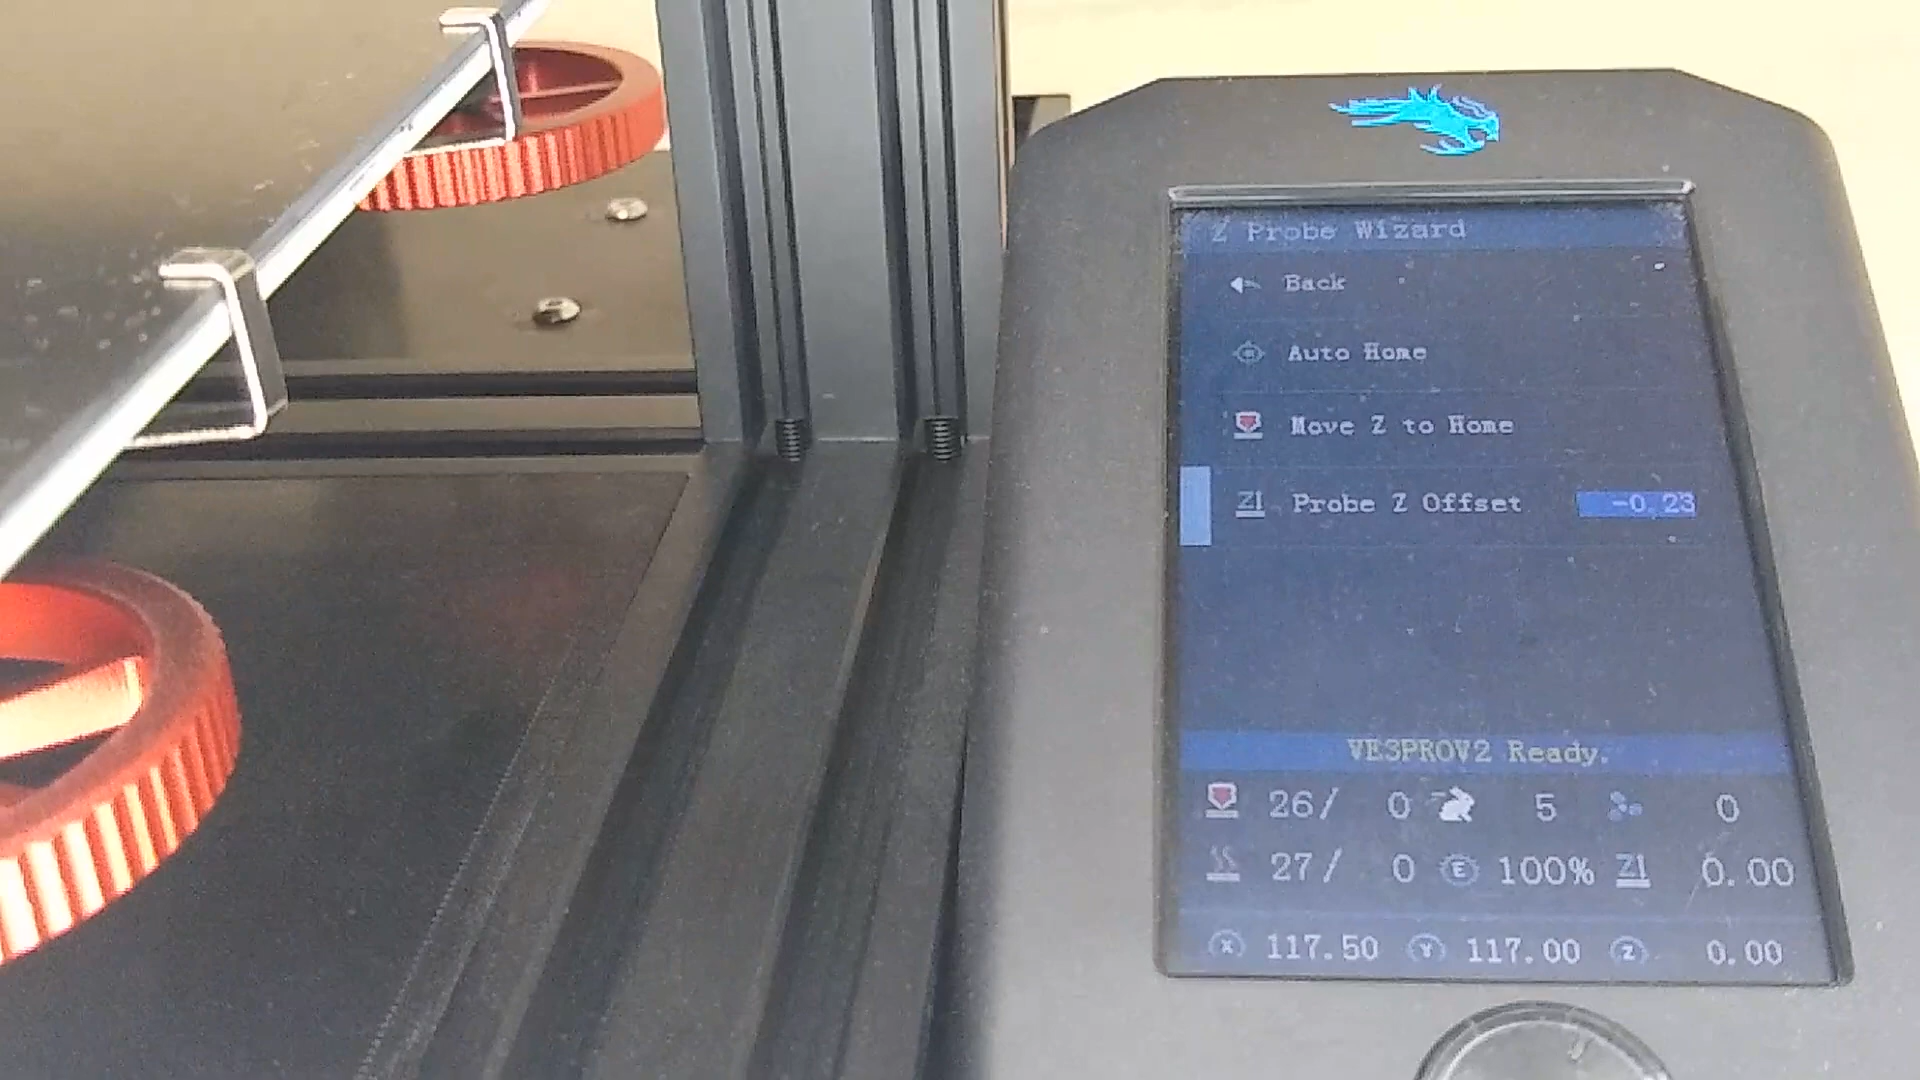 Z Probe Wizard
Back
Auto Home
Move Z to Home
Probe Z Offset -0.23
VE3PROV2 Ready.
26/ 0 5 0
27/ 0 E 100% Z 0.00
X 117.50 Y 117.00 Z 0.00